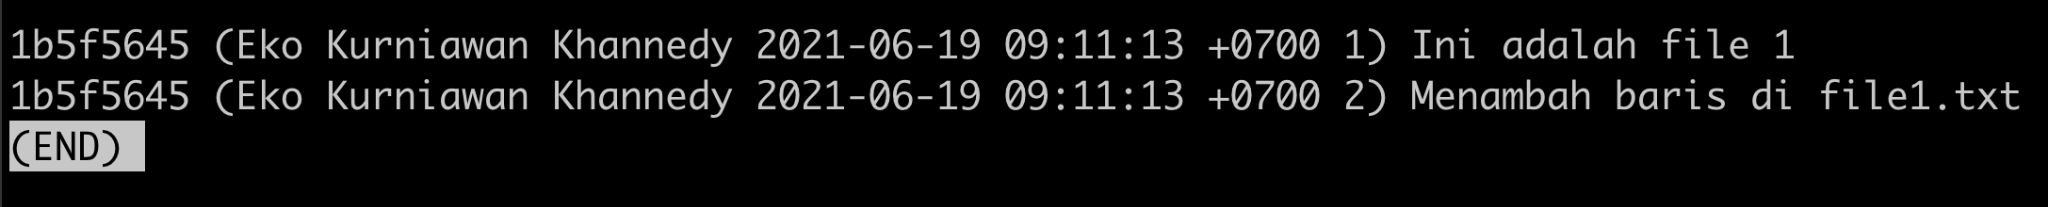 1b5f5645 (Eko Kurniawan Khannedy 2021-06-19 09:11:13 +0700 1) Ini adalah file 1
1b5f5645 (Eko Kurniawan Khannedy 2021-06-19 09:11:13 +0700 2) Menambah baris di file1.txt
(END)